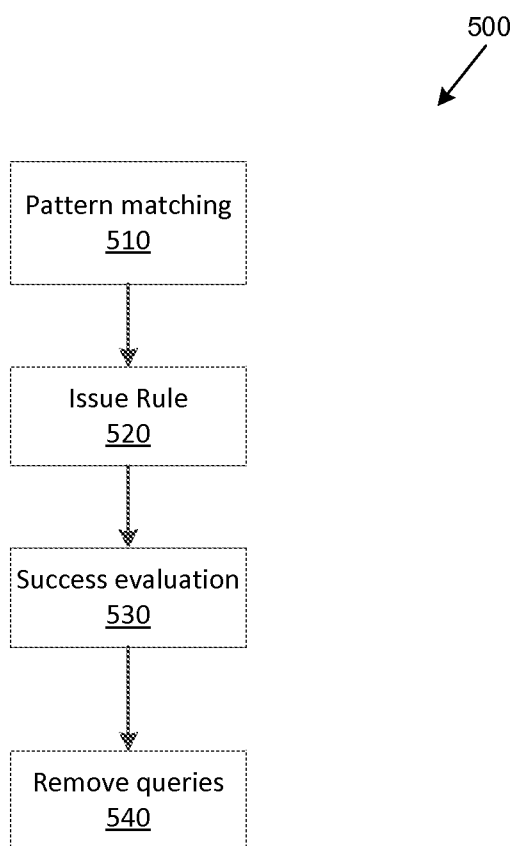 500
Pattern matching
510
Issue Rule
520
Success evaluation
530
Remove queries
540